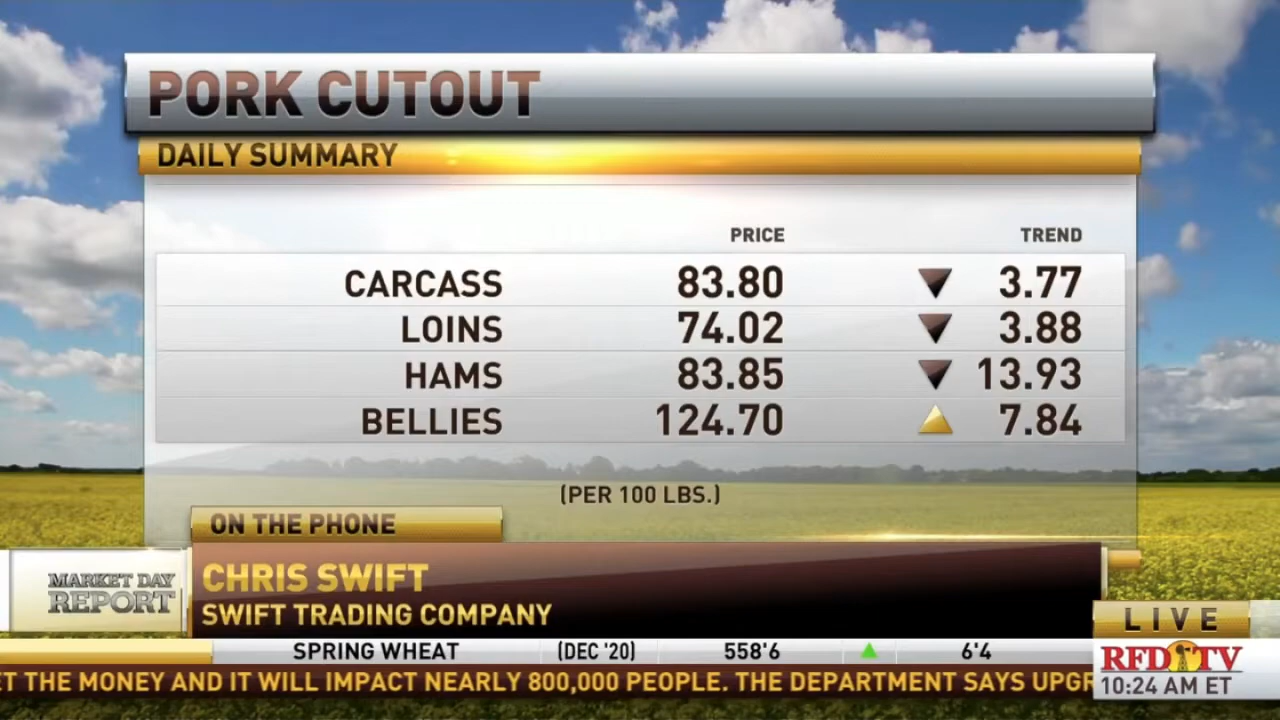 PORK CUTOUT
DAILY SUMMARY
PRICE TREND
CARCASS 83.80 ▼ 3.77
LOINS 74.02 ▼ 3.88
HAMS 83.85 ▼ 13.93
BELLIES 124.70 ▲ 7.84
(PER 100 LBS.)
ON THE PHONE
CHRIS SWIFT
SWIFT TRADING COMPANY
MARKET DAY
REPORT
LIVE
SPRING WHEAT (DEC '20) 558'6 ▲ 6'4
RFD TV
THE MONEY AND IT WILL IMPACT NEARLY 800,000 PEOPLE. THE DEPARTMENT SAYS
10:24 AM ET